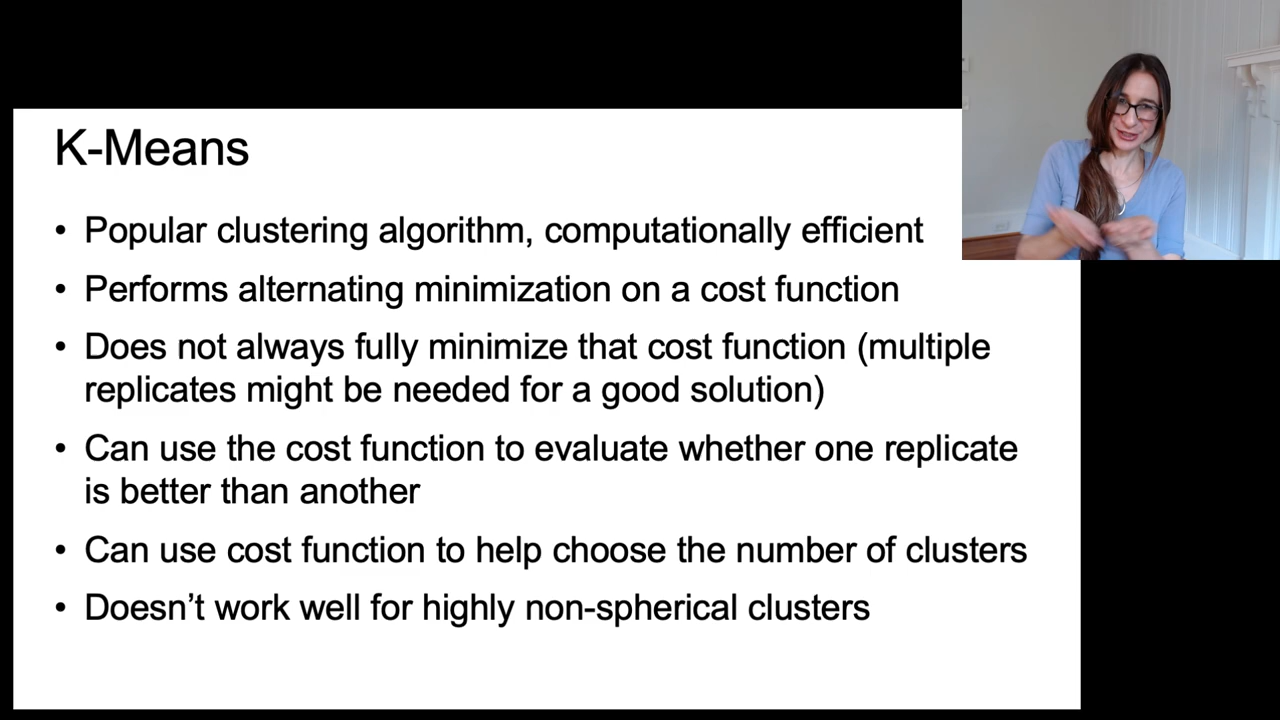 K-Means
• Popular clustering algorithm, computationally efficient
• Performs alternating minimization on a cost function
• Does not always fully minimize that cost function (multiple
replicates might be needed for a good solution)
• Can use the cost function to evaluate whether one replicate
is better than another
• Can use cost function to help choose the number of clusters
• Doesn’t work well for highly non-spherical clusters